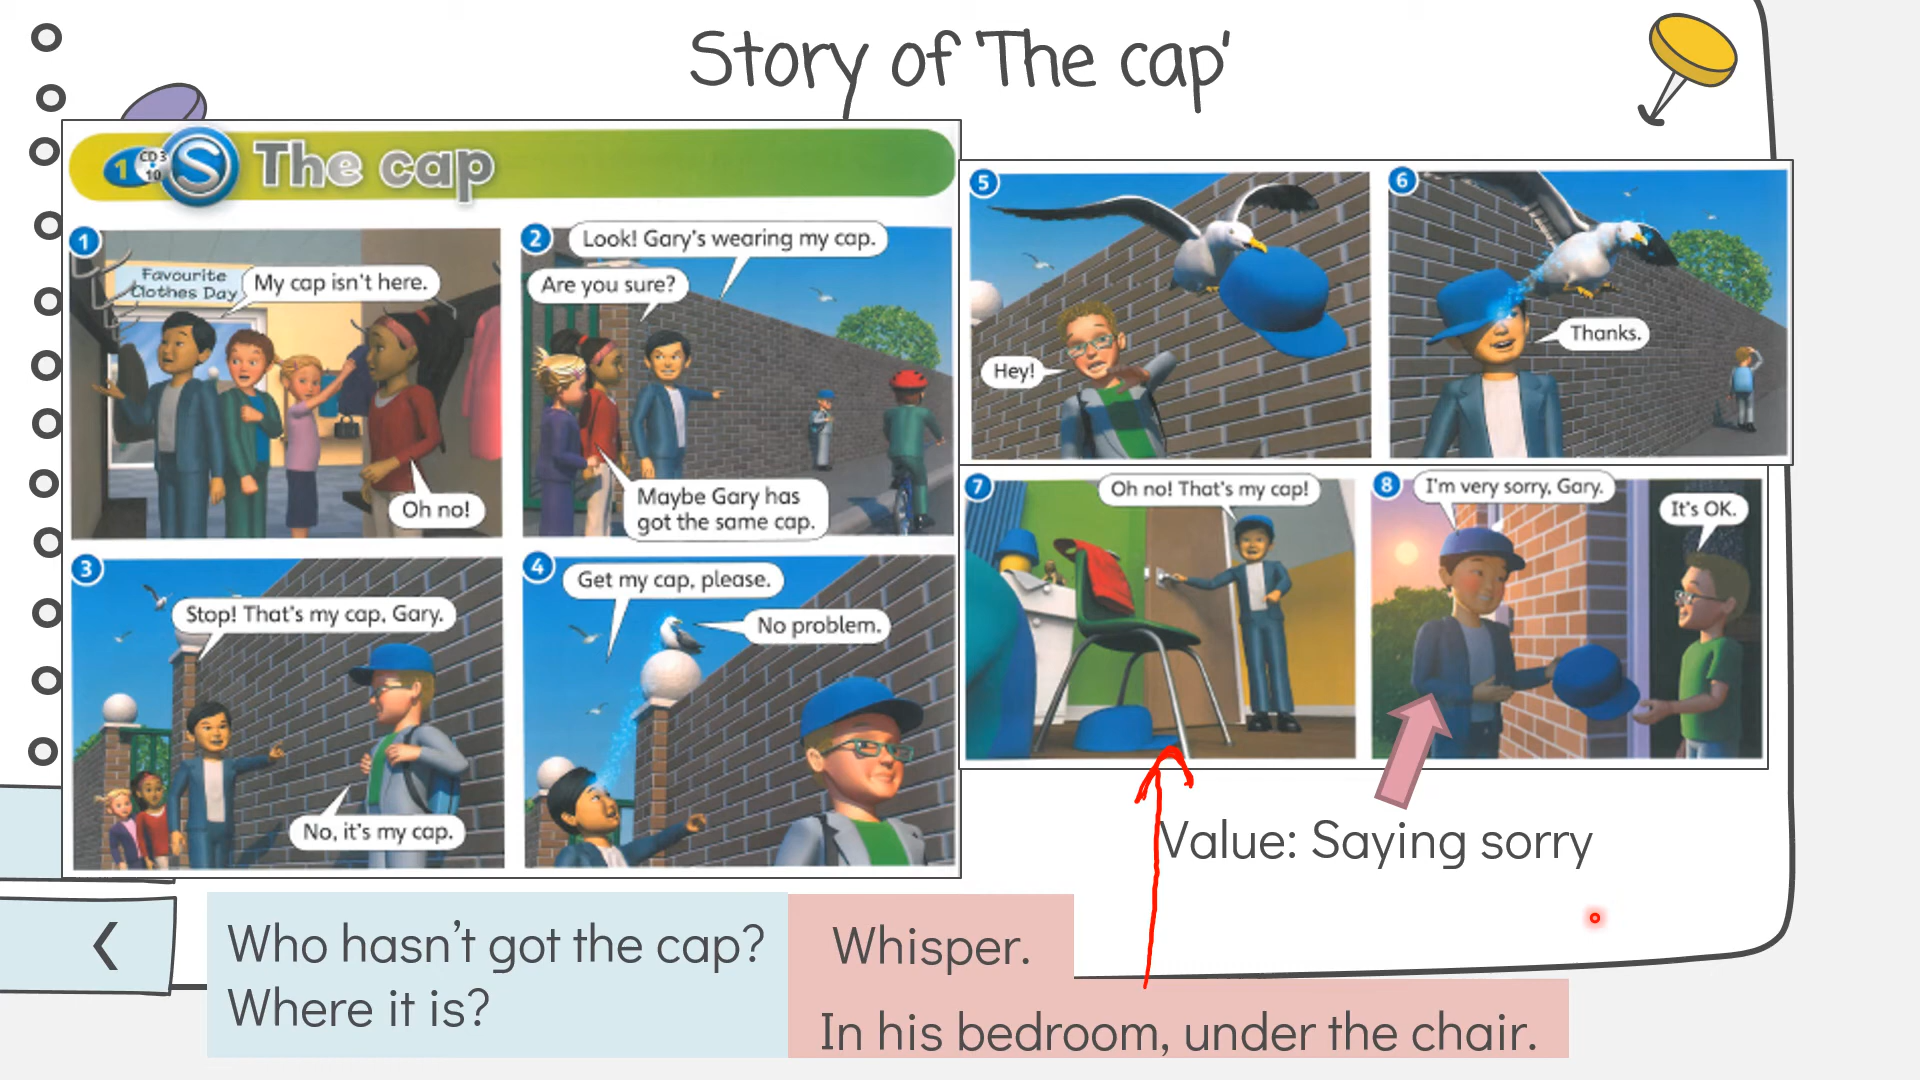 Story of 'The cap'
1 CD 3 10 S The cap
1
Favourite
Clothes Day
My cap isn't here.
Oh no!
2
Look! Gary's wearing my cap.
Are you sure?
Maybe Gary has
got the same cap.
3
Stop! That's my cap, Gary.
No, it's my cap.
4
Get my cap, please.
No problem.
5
Hey!
6
Thanks.
7
Oh no! That's my cap!
8
I'm very sorry, Gary.
It's OK.
Value: Saying sorry
Who hasn't got the cap?
Where it is?
Whisper.
In his bedroom, under the chair.